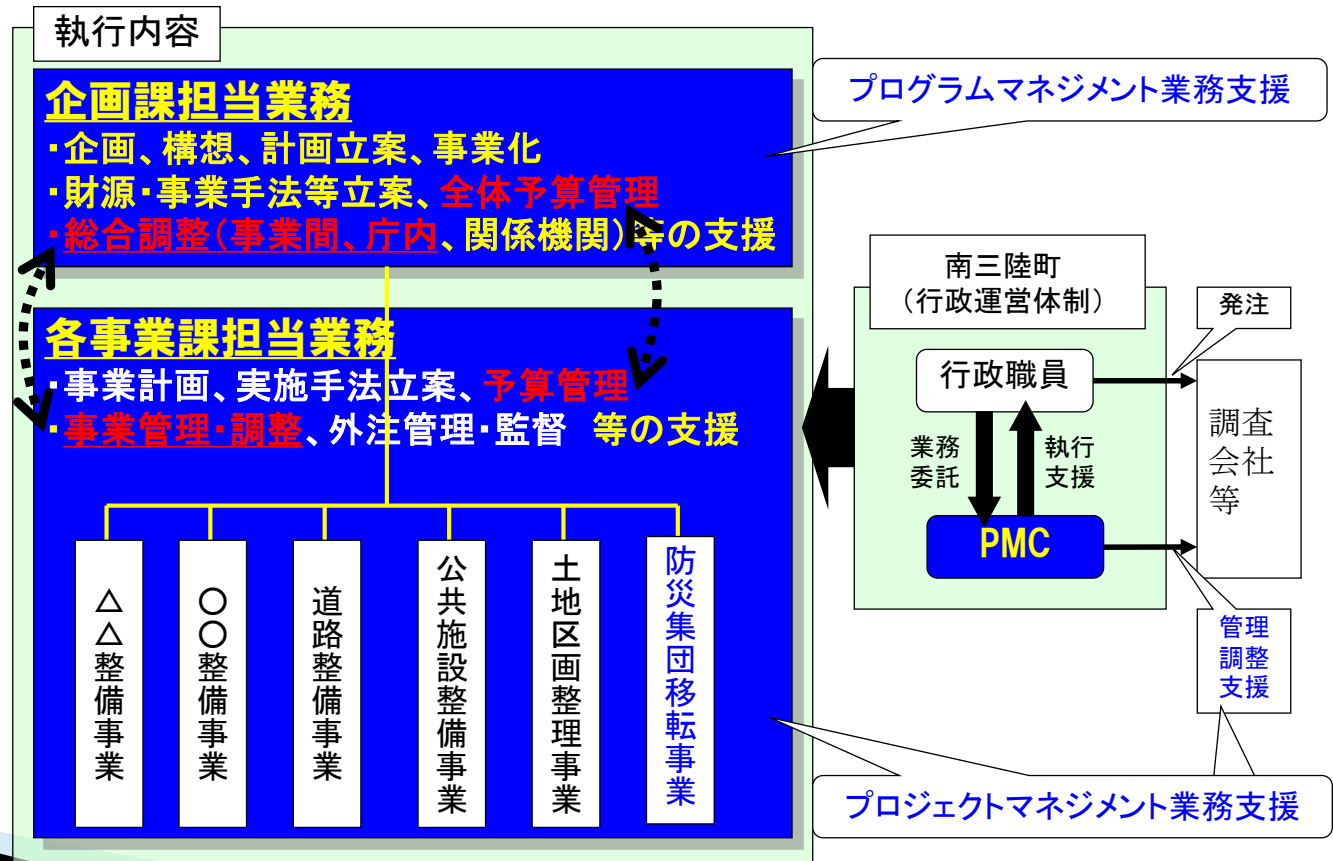 執行内容
企画課担当業務
・企画、構想、計画立案、事業化
・財源・事業手法等立案、全体予算管理
・総合調整(事業間、庁内、関係機関)等の支援
プログラムマネジメント業務支援
各事業課担当業務
・事業計画、実施手法立案、予算管理
・事業管理・調整、外注管理・監督 等の支援
△△整備事業
〇〇整備事業
道路整備事業
公共施設整備事業
土地区画整理事業
防災集団移転事業
南三陸町
(行政運営体制)
行政職員
業務
委託
執行
支援
PMC
発注
調査
会社
等
管理
調整
支援
プロジェクトマネジメント業務支援